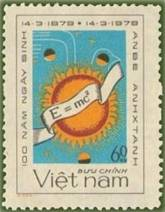 14-3-1879 14-3-1979
100 NĂM NGÀY SINH
ANBE ANHXTANH
E = mc²
60
BƯU CHÍNH
Việt nam